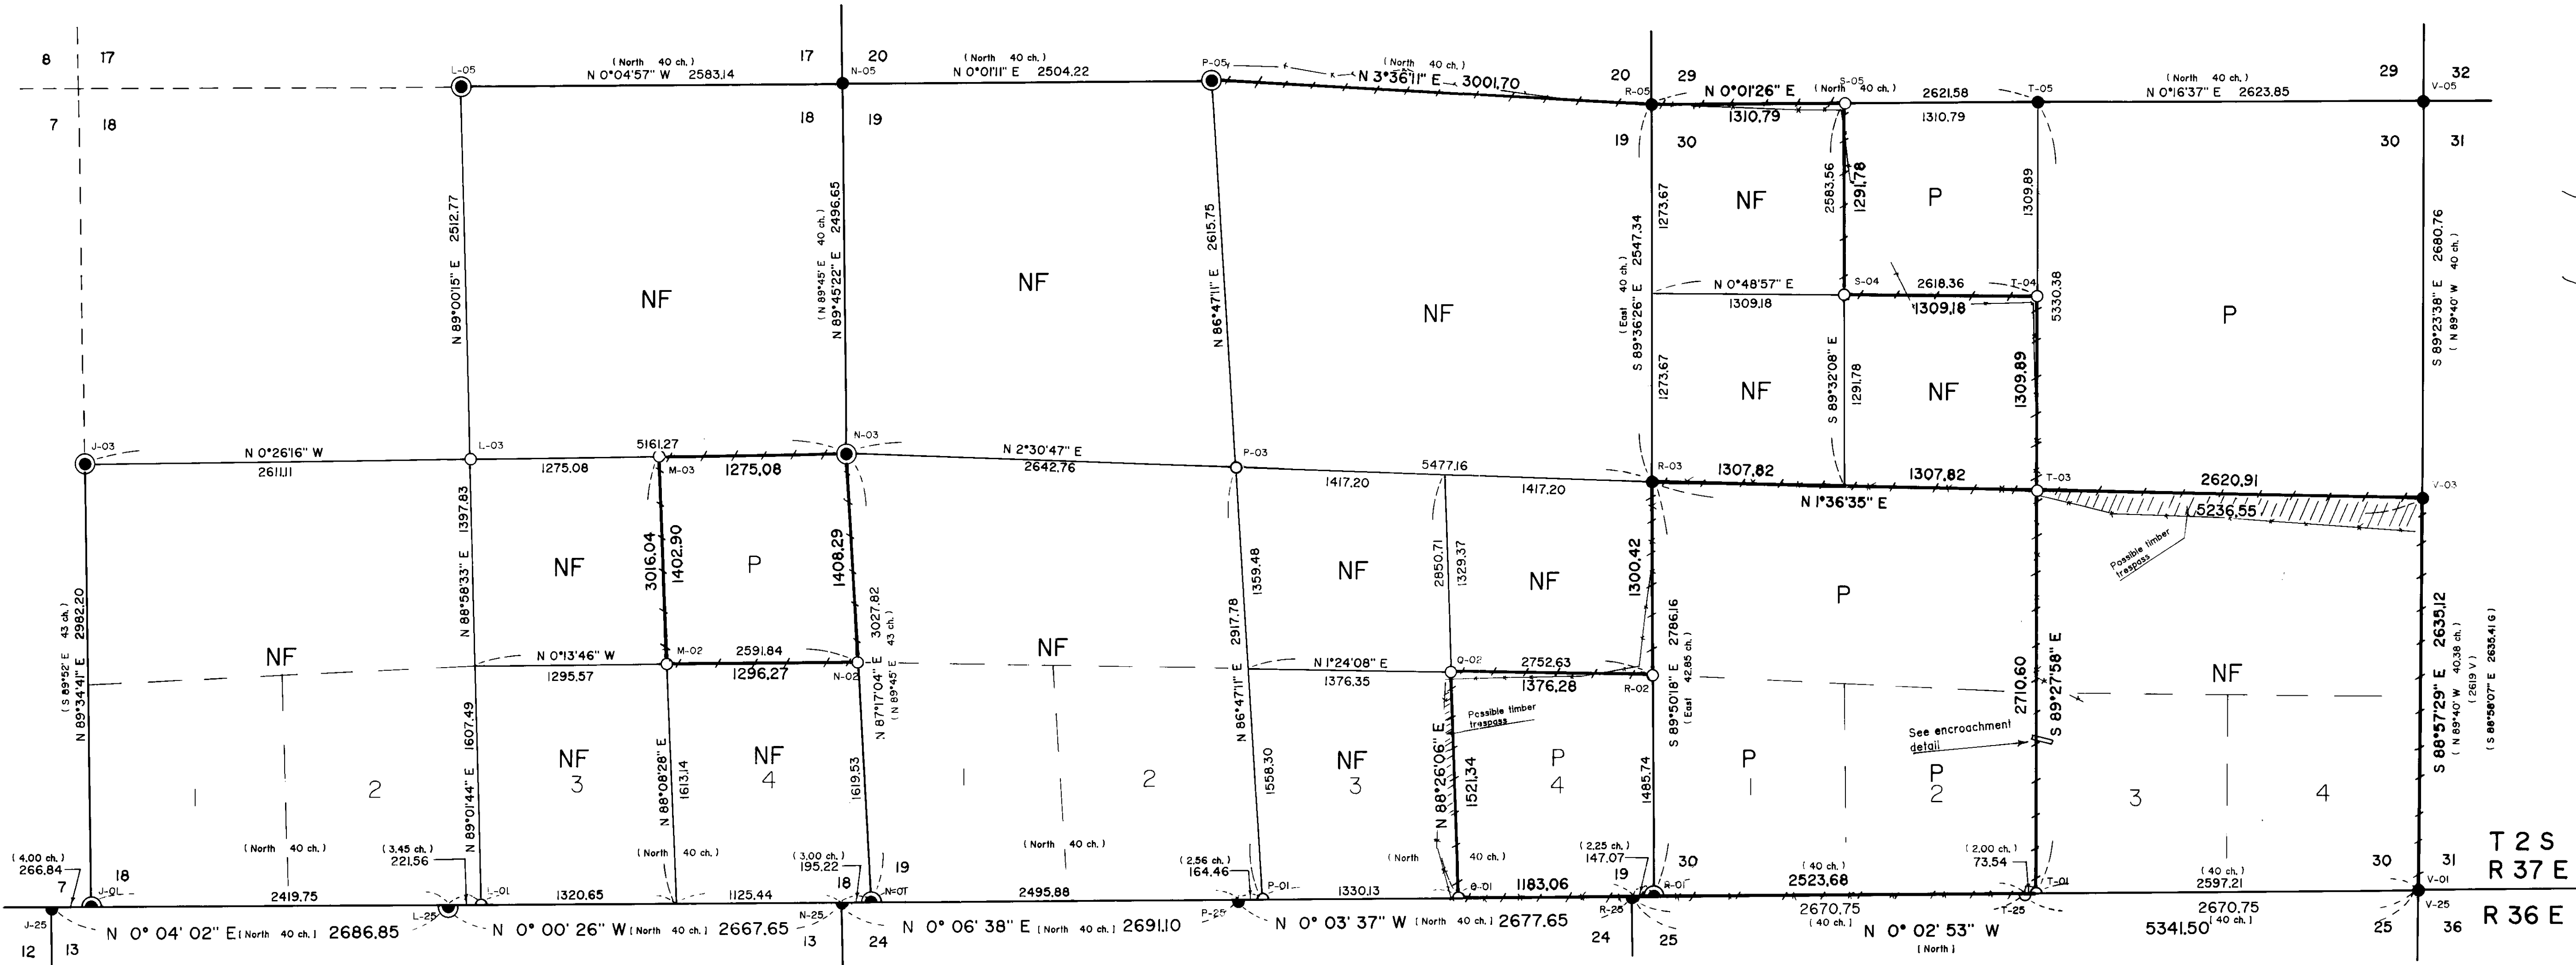 8 17
7 18
L-05
( North 40 ch. )
N 0°04'57" W 2583.14
17 20
18 19
N-05
( North 40 ch. )
N 0°01'11" E 2504.22
P-05
( North 40 ch. )
N 3°36'11" E 3001.70
20 29
19 30
R-05
N 0°01'26" E
( North 40 ch. )
1310.79
S-05
2621.58
1310.79
T-05
( North 40 ch. )
N 0°16'37" E 2623.85
29 32
30 31
V-05
N 89°00'15" E 2512.77
NF
( N 89°45' E 40 ch. )
N 89°45'22" E 2496.65
NF
N 86°47'11" E 2615.75
NF
( East 40 ch. )
S 89°36'26" E 2547.34
1273.67
1273.67
NF
2583.56
1291.78
P
1309.89
N 0°48'57" E
1309.18
S-04
2618.36
1309.18
T-04
5330.38
NF
S 89°32'08" E
1291.78
NF
1309.89
P
S 89°23'38" E 2680.76
( N 89°40' W 40 ch. )
J-03
N 0°26'16" W
2611.11
L-03
5161.27
1275.08
M-03
1275.08
N-03
N 2°30'47" E
2642.76
P-03
5477.16
1417.20
1417.20
R-03
1307.82
1307.82
N 1°36'35" E
T-03
2620.91
5236.55
V-03
Possible timber
trespass
( S 89°52' E 43 ch. )
N 89°34'41" E 2982.20
NF
N 88°58'33" E 1397.83
NF
3016.04
1402.90
P
1408.29
3027.82
N 87°17'04" E
( N 89°45' E 43 ch. )
NF
2917.78
1359.48
N 86°47'11" E
NF
2850.71
1329.37
NF
1300.42
2786.16
S 89°50'18" E
( East 42.85 ch. )
P
2710.60
S 89°27'58" E
NF
S 88°57'29" E 2635.12
( N 89°40' W 40.38 ch. )
( 2619 V )
( S 88°58'07" E 2635.41 G )
N 0°13'46" W
1295.57
M-02
2591.84
1296.27
N-02
N 1°24'08" E
1376.35
Q-02
2752.63
1376.28
R-02
Possible timber
trespass
See encroachment
detail
1
2
N 89°01'44" E 1607.49
NF
3
N 88°08'28" E
1613.14
NF
4
1619.53
1
2
1558.30
NF
3
N 88°26'06" E
1521.34
P
4
1485.74
P
1
P
2
3
4
T 2 S
R 37 E
( 4.00 ch. )
266.84
7 18
J-01
( North 40 ch. )
2419.75
( 3.45 ch. )
221.56
L-01
( North 40 ch. )
1320.65
1125.44
( 3.00 ch. )
195.22
18 19
N-01
( North 40 ch. )
2495.88
( 2.56 ch. )
164.46
P-01
( North 40 ch. )
1330.13
Q-01
1183.06
( 2.25 ch. )
147.07
19 30
R-01
( 40 ch. )
2523.68
( 2.00 ch. )
73.54
T-01
( 40 ch. )
2597.21
30 31
V-01
J-25
12 13
N 0° 04' 02" E [ North 40 ch. ] 2686.85
L-25
N 0° 00' 26" W [ North 40 ch. ] 2667.65
N-25
13 24
N 0° 06' 38" E [ North 40 ch. ] 2691.10
P-25
N 0° 03' 37" W [ North 40 ch. ] 2677.65
R-25
24 25
2670.75
( 40 ch. )
T-25
N 0° 02' 53" W
[ North ]
2670.75
5341.50 ( 40 ch. )
V-25
25 36
R 36 E